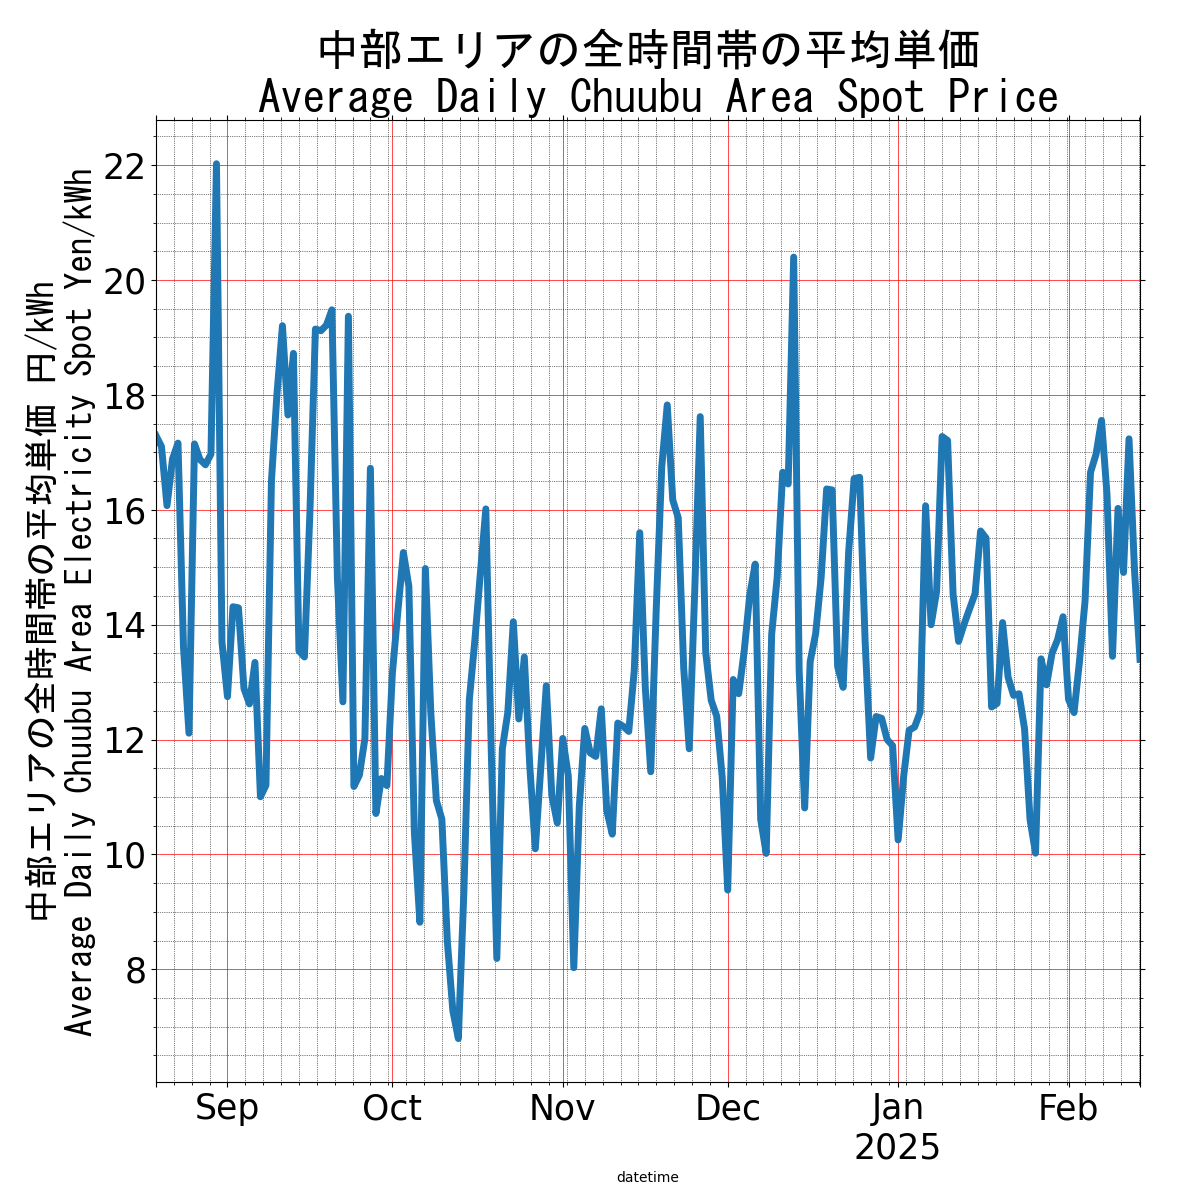 中部エリアの全時間帯の平均単価
Average Daily Chuubu Area Spot Price
中部エリアの全時間帯の平均単価 円/kWh
Average Daily Chuubu Area Electricity Spot Yen/kWh
22
20
18
16
14
12
10
8
Sep Oct Nov Dec Jan Feb
2025
datetime